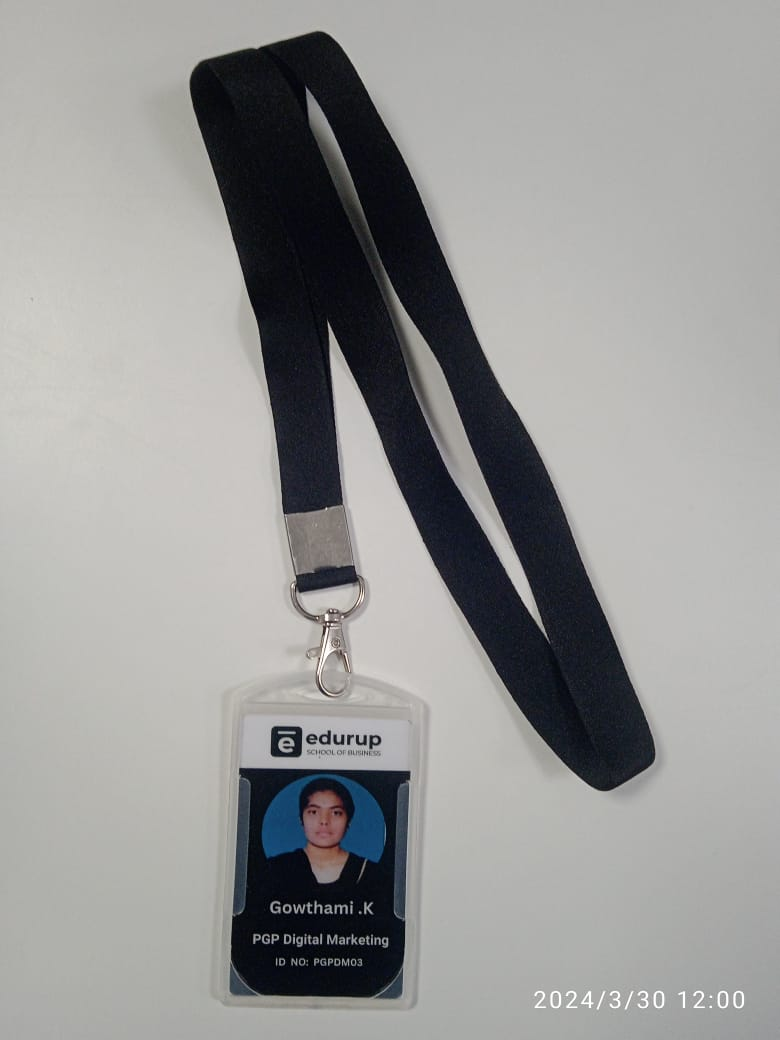 edurup
SCHOOL OF BUSINESS
Gowthami .K
PGP Digital Marketing
ID NO: PGPDM03
2024/3/30 12:00